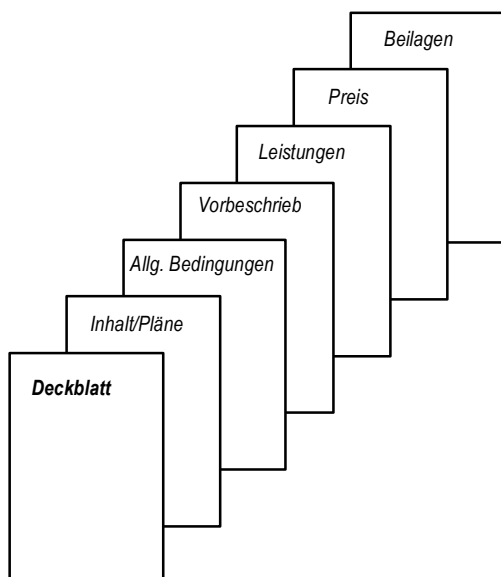 Beilagen
Preis
Leistungen
Vorbeschrieb
Allg. Bedingungen
Inhalt/Pläne
Deckblatt